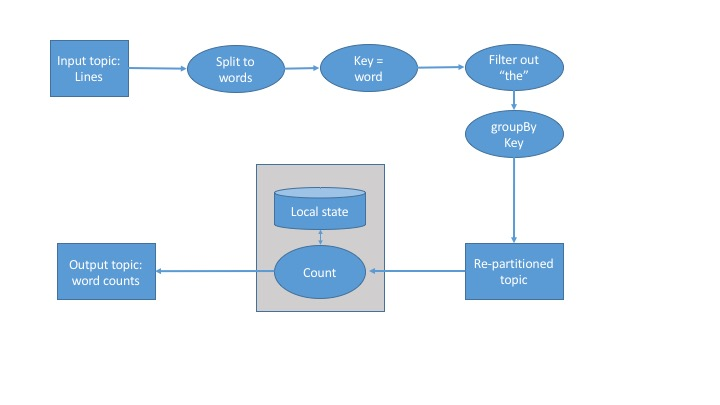 Input topic:
Lines
Split to
words
Key =
word
Filter out
“the”
groupBy
Key
Local state
Output topic:
word counts
Count
Re-partitioned
topic